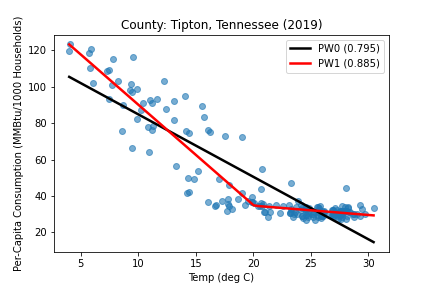 County: Tipton, Tennessee (2019)
PW0 (0.795)
PW1 (0.885)
Per-Capita Consumption (MMBtu/1000 Households)
120
100
80
60
40
20
5 10 15 20 25 30
Temp (deg C)